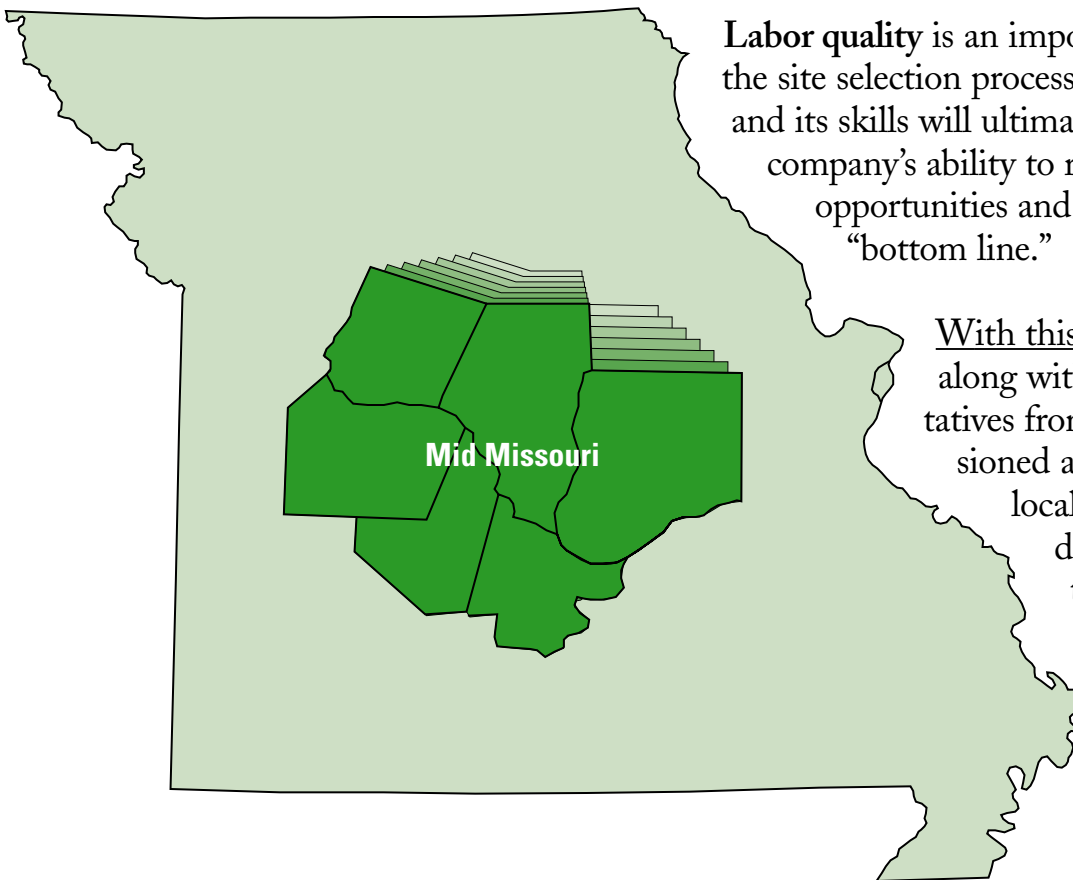 Labor quality is an impo
the site selection process
and its skills will ultima
company’s ability to r
opportunities and
“bottom line.”
With this
along wit
tatives fron
sioned a
local
d
t
Mid Missouri